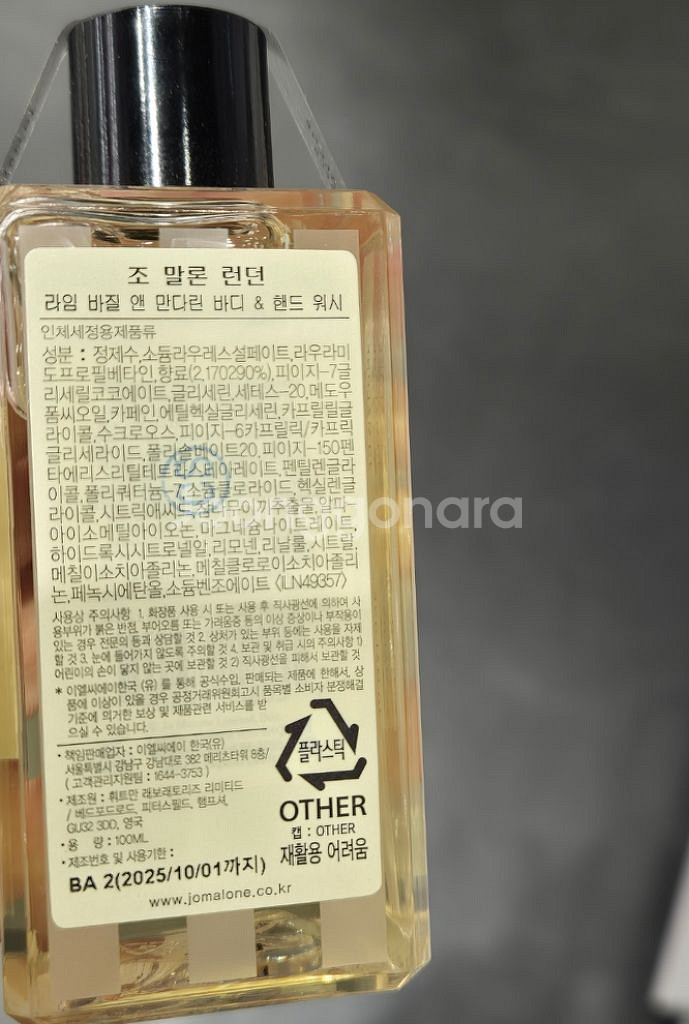 조 말론 런던
라임 바질 앤 만다린 바디 & 핸드 워시
인체세정용제품류
성분 : 정제수,소듐라우레스설페이트,라우라미
도프로필베타인,향료(2.170290%),피이지-7글
리세릴코코에이트,글리세린,세테스-20,메도우
폼씨오일,카페인,에틸헥실글리세린,카프릴릴글
라이콜,수크로오스,피이지-6카프릴릭/카프릭
글리세라이드,폴리솔베이트20,피이지-150펜
타에리스리틸테트라스테아레이트,펜틸렌글라
이콜,폴리쿼터늄-7,소듐클로라이드,헥실렌글
라이콜,시트릭애씨드,
아이소메틸아이오논,마그네슘나이트레이트,
하이드록시시트로넬알,리모넨,리날룰,시트랄,
메칠이소치아졸리논,메칠클로로이소치아졸리
논,페녹시에탄올,소듐벤조에이트 <ILN49357>
사용상 주의사항 1. 화장품 사용 시 또는 사용 후 직사광선에 의하여 사
용부위가 붉은 반점, 부어오름 또는 가려움증 등의 이상 증상이나 부작용이
있는 경우 전문의 등과 상담할 것 2. 상처가 있는 부위 등에는 사용을 자제
할 것 3. 눈에 들어가지 않도록 주의할 것 4. 보관 및 취급 시의 주의사항 1)
어린이의 손이 닿지 않는 곳에 보관할 것 2) 직사광선을 피해서 보관할 것
* 이엘씨에이한국 (유) 를 통해 공식수입, 판매되는 제품에 한해서, 상
품에 이상이 있을 경우 공정거래위원회고시 품목별 소비자 분쟁해결
기준에 의거한 보상 및 제품관련 서비스를 받
으실 수 있습니다.
• 책임판매업자 : 이엘씨에이 한국(유)
서울특별시 강남구 강남대로 382 메리츠타워 8층/
( 고객관리지원팀 : 1644-3753 )
• 제조원 : 휘트만 래보래토리즈 리미티드
/ 베드포드로드, 피터스필드, 햄프셔,
GU32 3DD, 영국
• 용 량 : 100ML
• 제조번호 및 사용기한 :
BA 2(2025/10/01까지)
www.jomalone.co.kr
플라스틱
OTHER
캡 : OTHER
재활용 어려움